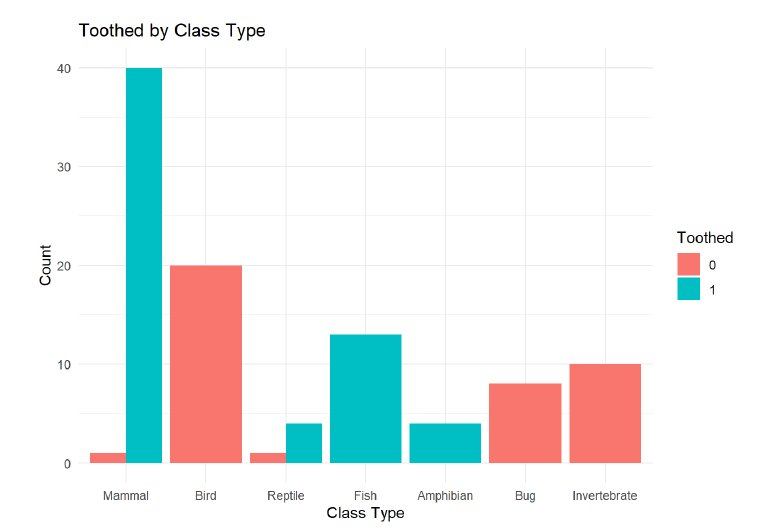 Toothed by Class Type
40
30
20
10
0
Count
Mammal Bird Reptile Fish Amphibian Bug Invertebrate
Class Type
Toothed
0
1